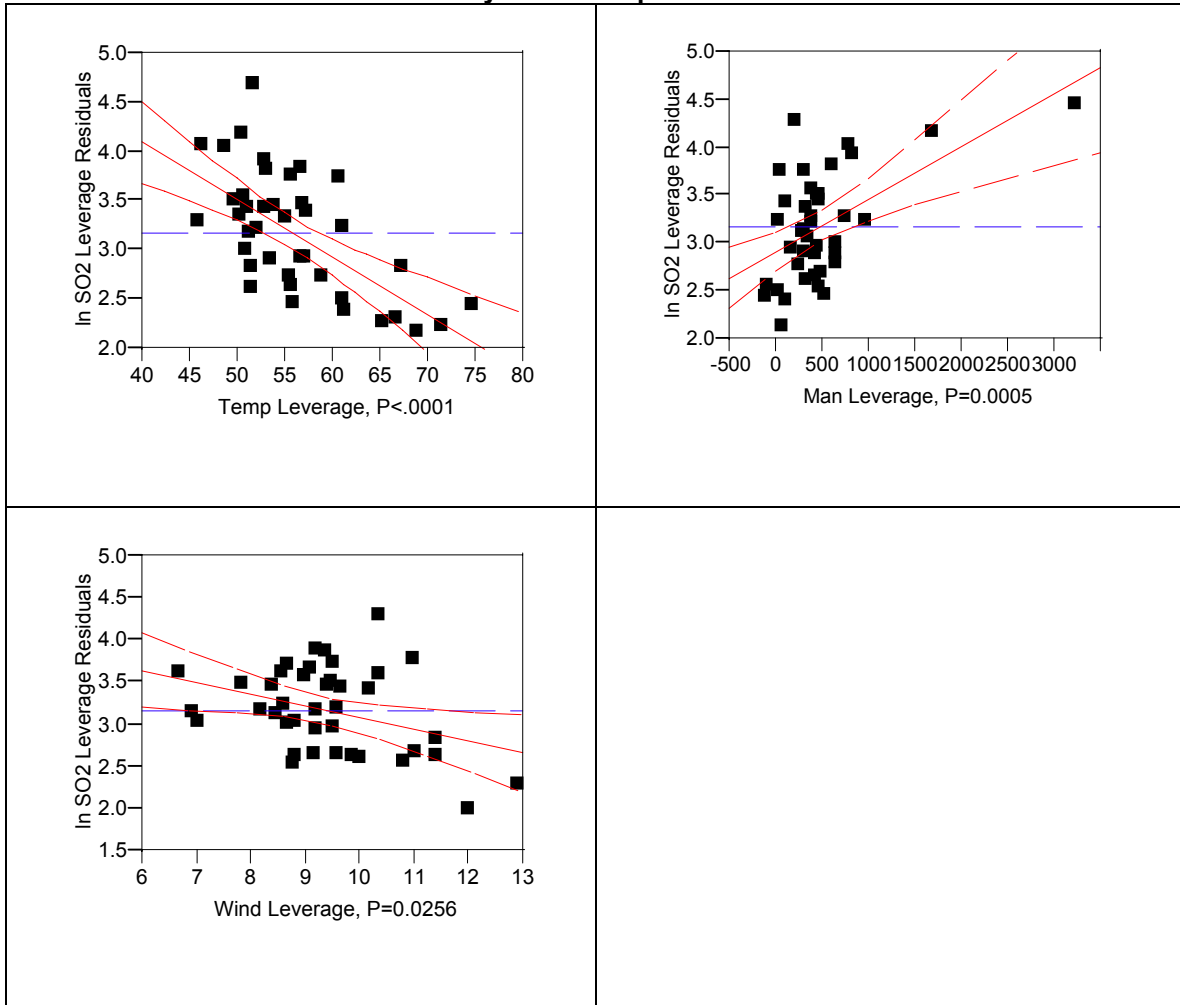 5.0
4.5
4.0
3.5
3.0
2.5
2.0
ln SO2 Leverage Residuals
40 45 50 55 60 65 70 75 80
Temp Leverage, P<.0001
5.0
4.5
4.0
3.5
3.0
2.5
2.0
ln SO2 Leverage Residuals
-500 0 500 1000 1500 2000 2500 3000
Man Leverage, P=0.0005
5.0
4.5
4.0
3.5
3.0
2.5
2.0
1.5
ln SO2 Leverage Residuals
6 7 8 9 10 11 12 13
Wind Leverage, P=0.0256